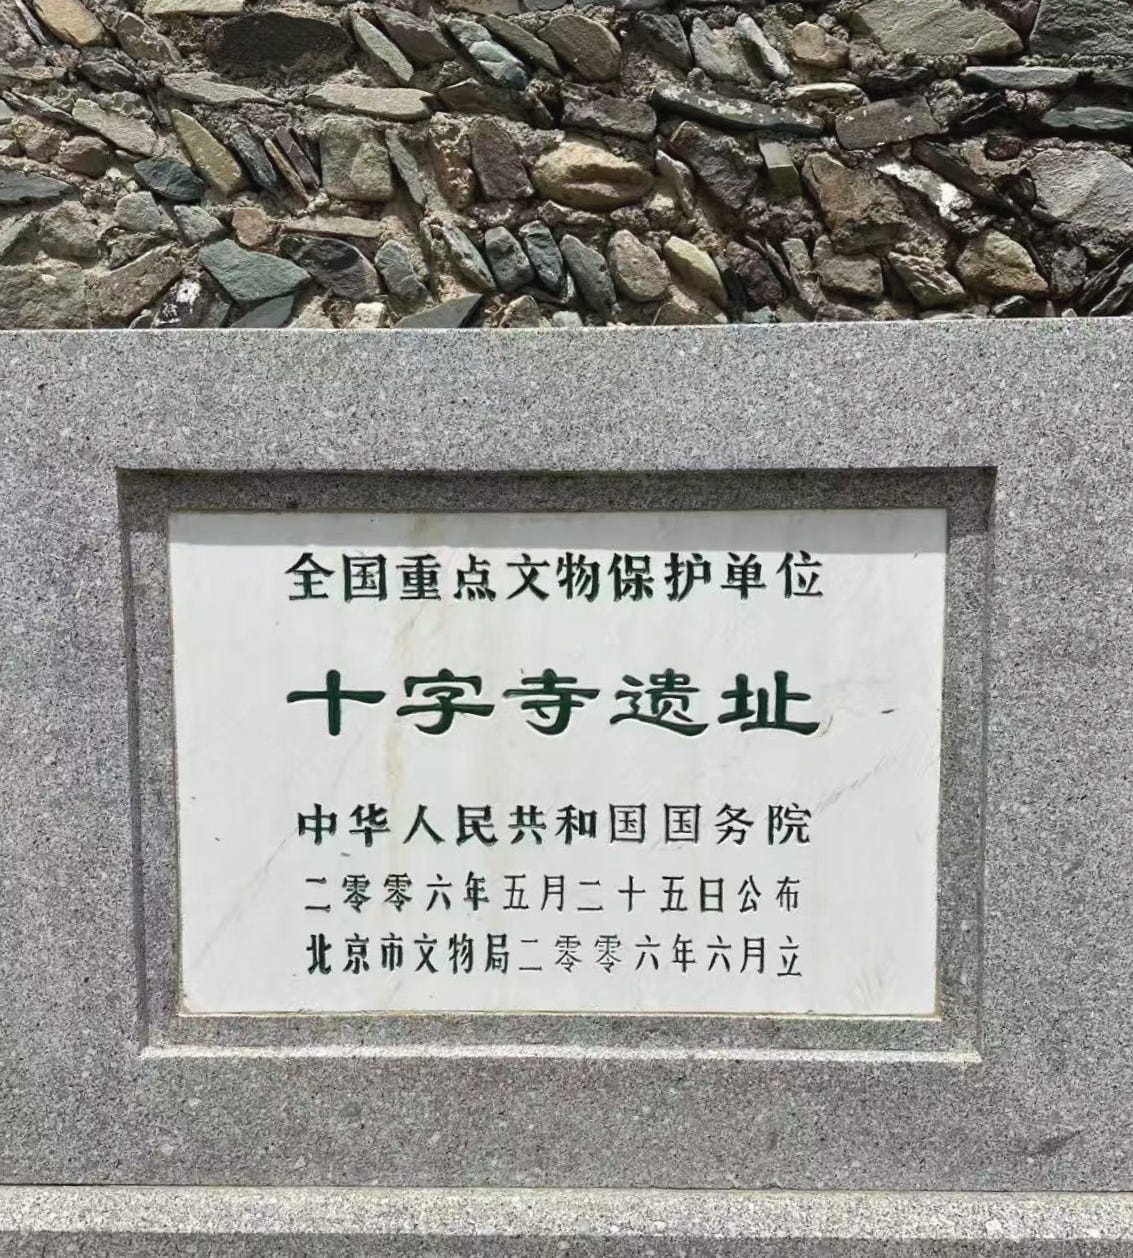 全国重点文物保护单位
十字寺遗址
中华人民共和国国务院
二零零六年五月二十五日公布
北京市文物局二零零六年六月立